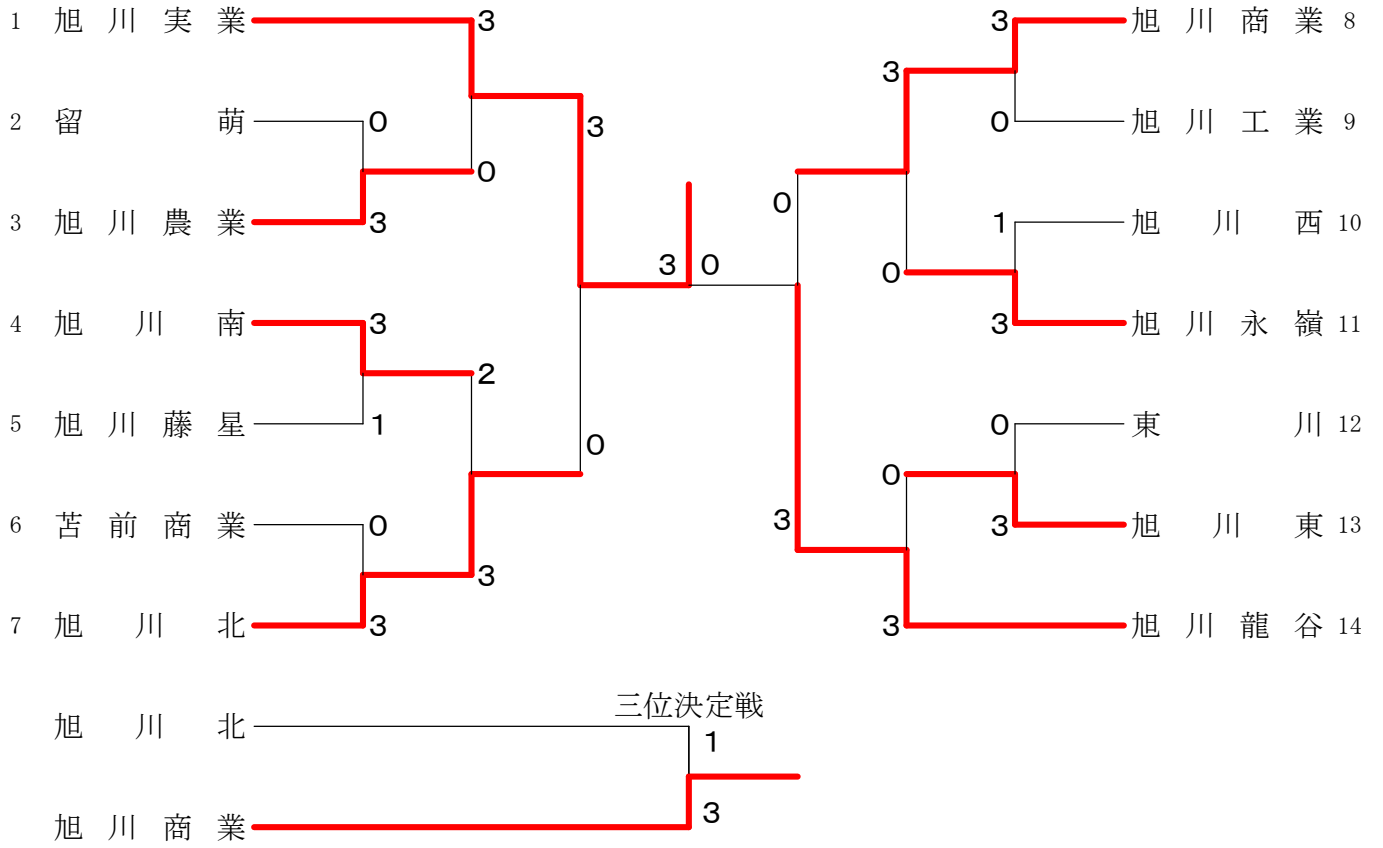 1 旭川実業 3 3 旭川商業 8
3
2 留萌 0 3 0 旭川工業 9
0 0
3 旭川農業 3 1 旭川西 10
3 0 0
4 旭川南 3 3 旭川永嶺 11
2
5 旭川藤星 1 0 東川 12
0 0
6 苫前商業 0 3 3 旭川東 13
3
7 旭川北 3 3 旭川龍谷 14
三位決定戦
旭川北 1
3
旭川商業